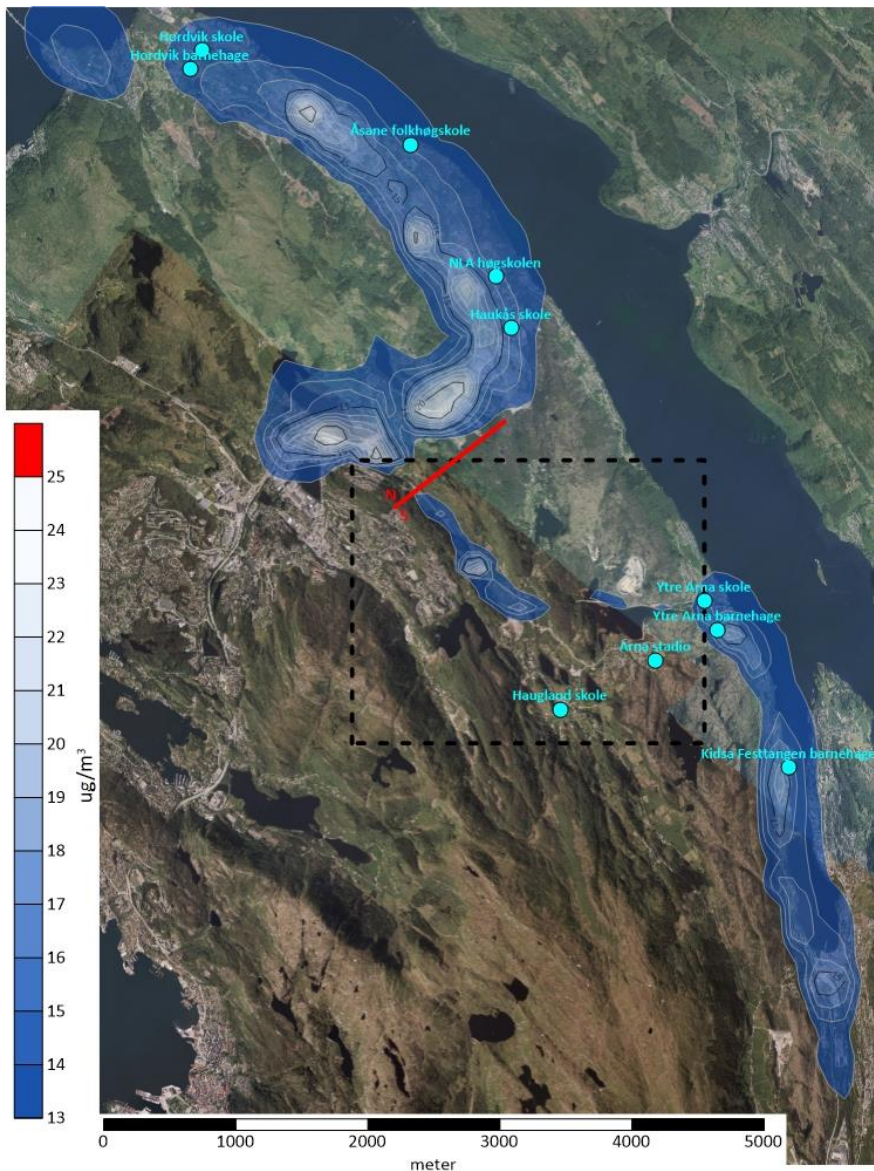 Hordvik skole
Hordvik barnehage
Åsane folkhøgskole
NLA høgskolen
Haukås skole
N
S
Ytre Arna skole
Ytre Arna barnehage
Arna stadio
Haugland skole
Kidsa Festtangen barnehage
25
24
23
22
21
20
19
18
17
16
15
14
13
ug/m³
0 1000 2000 3000 4000 5000
meter